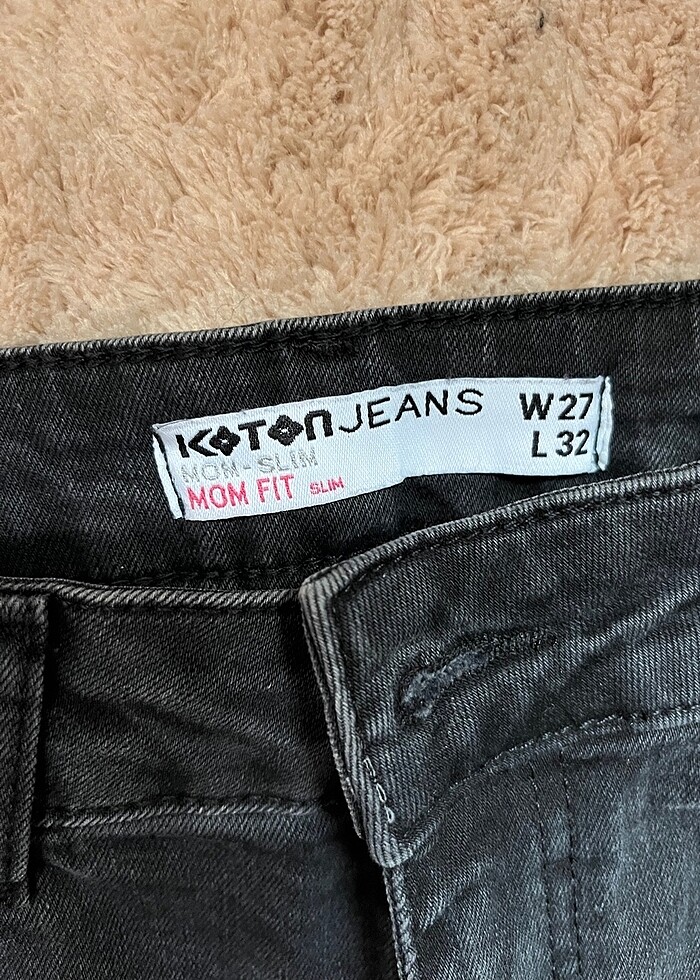 KOTON JEANS W27
L 32
MOM-SLIM
MOM FIT SLIM